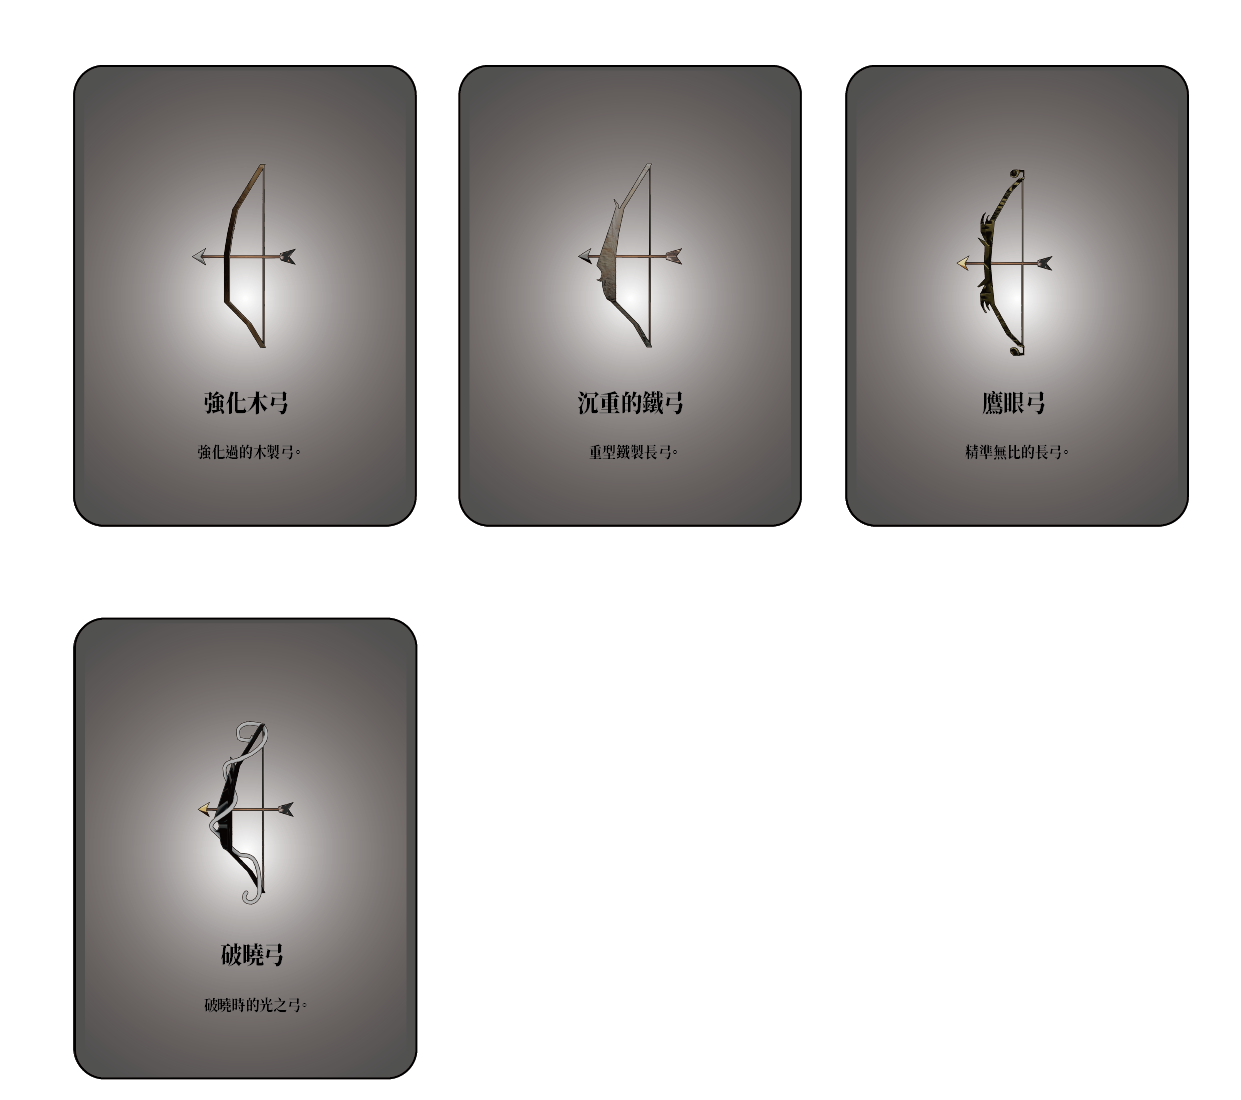 強化木弓
強化過的木製弓。
沉重的鐵弓
重型鐵製長弓。
鷹眼弓
精準無比的長弓。
破曉弓
破曉時的光之弓。